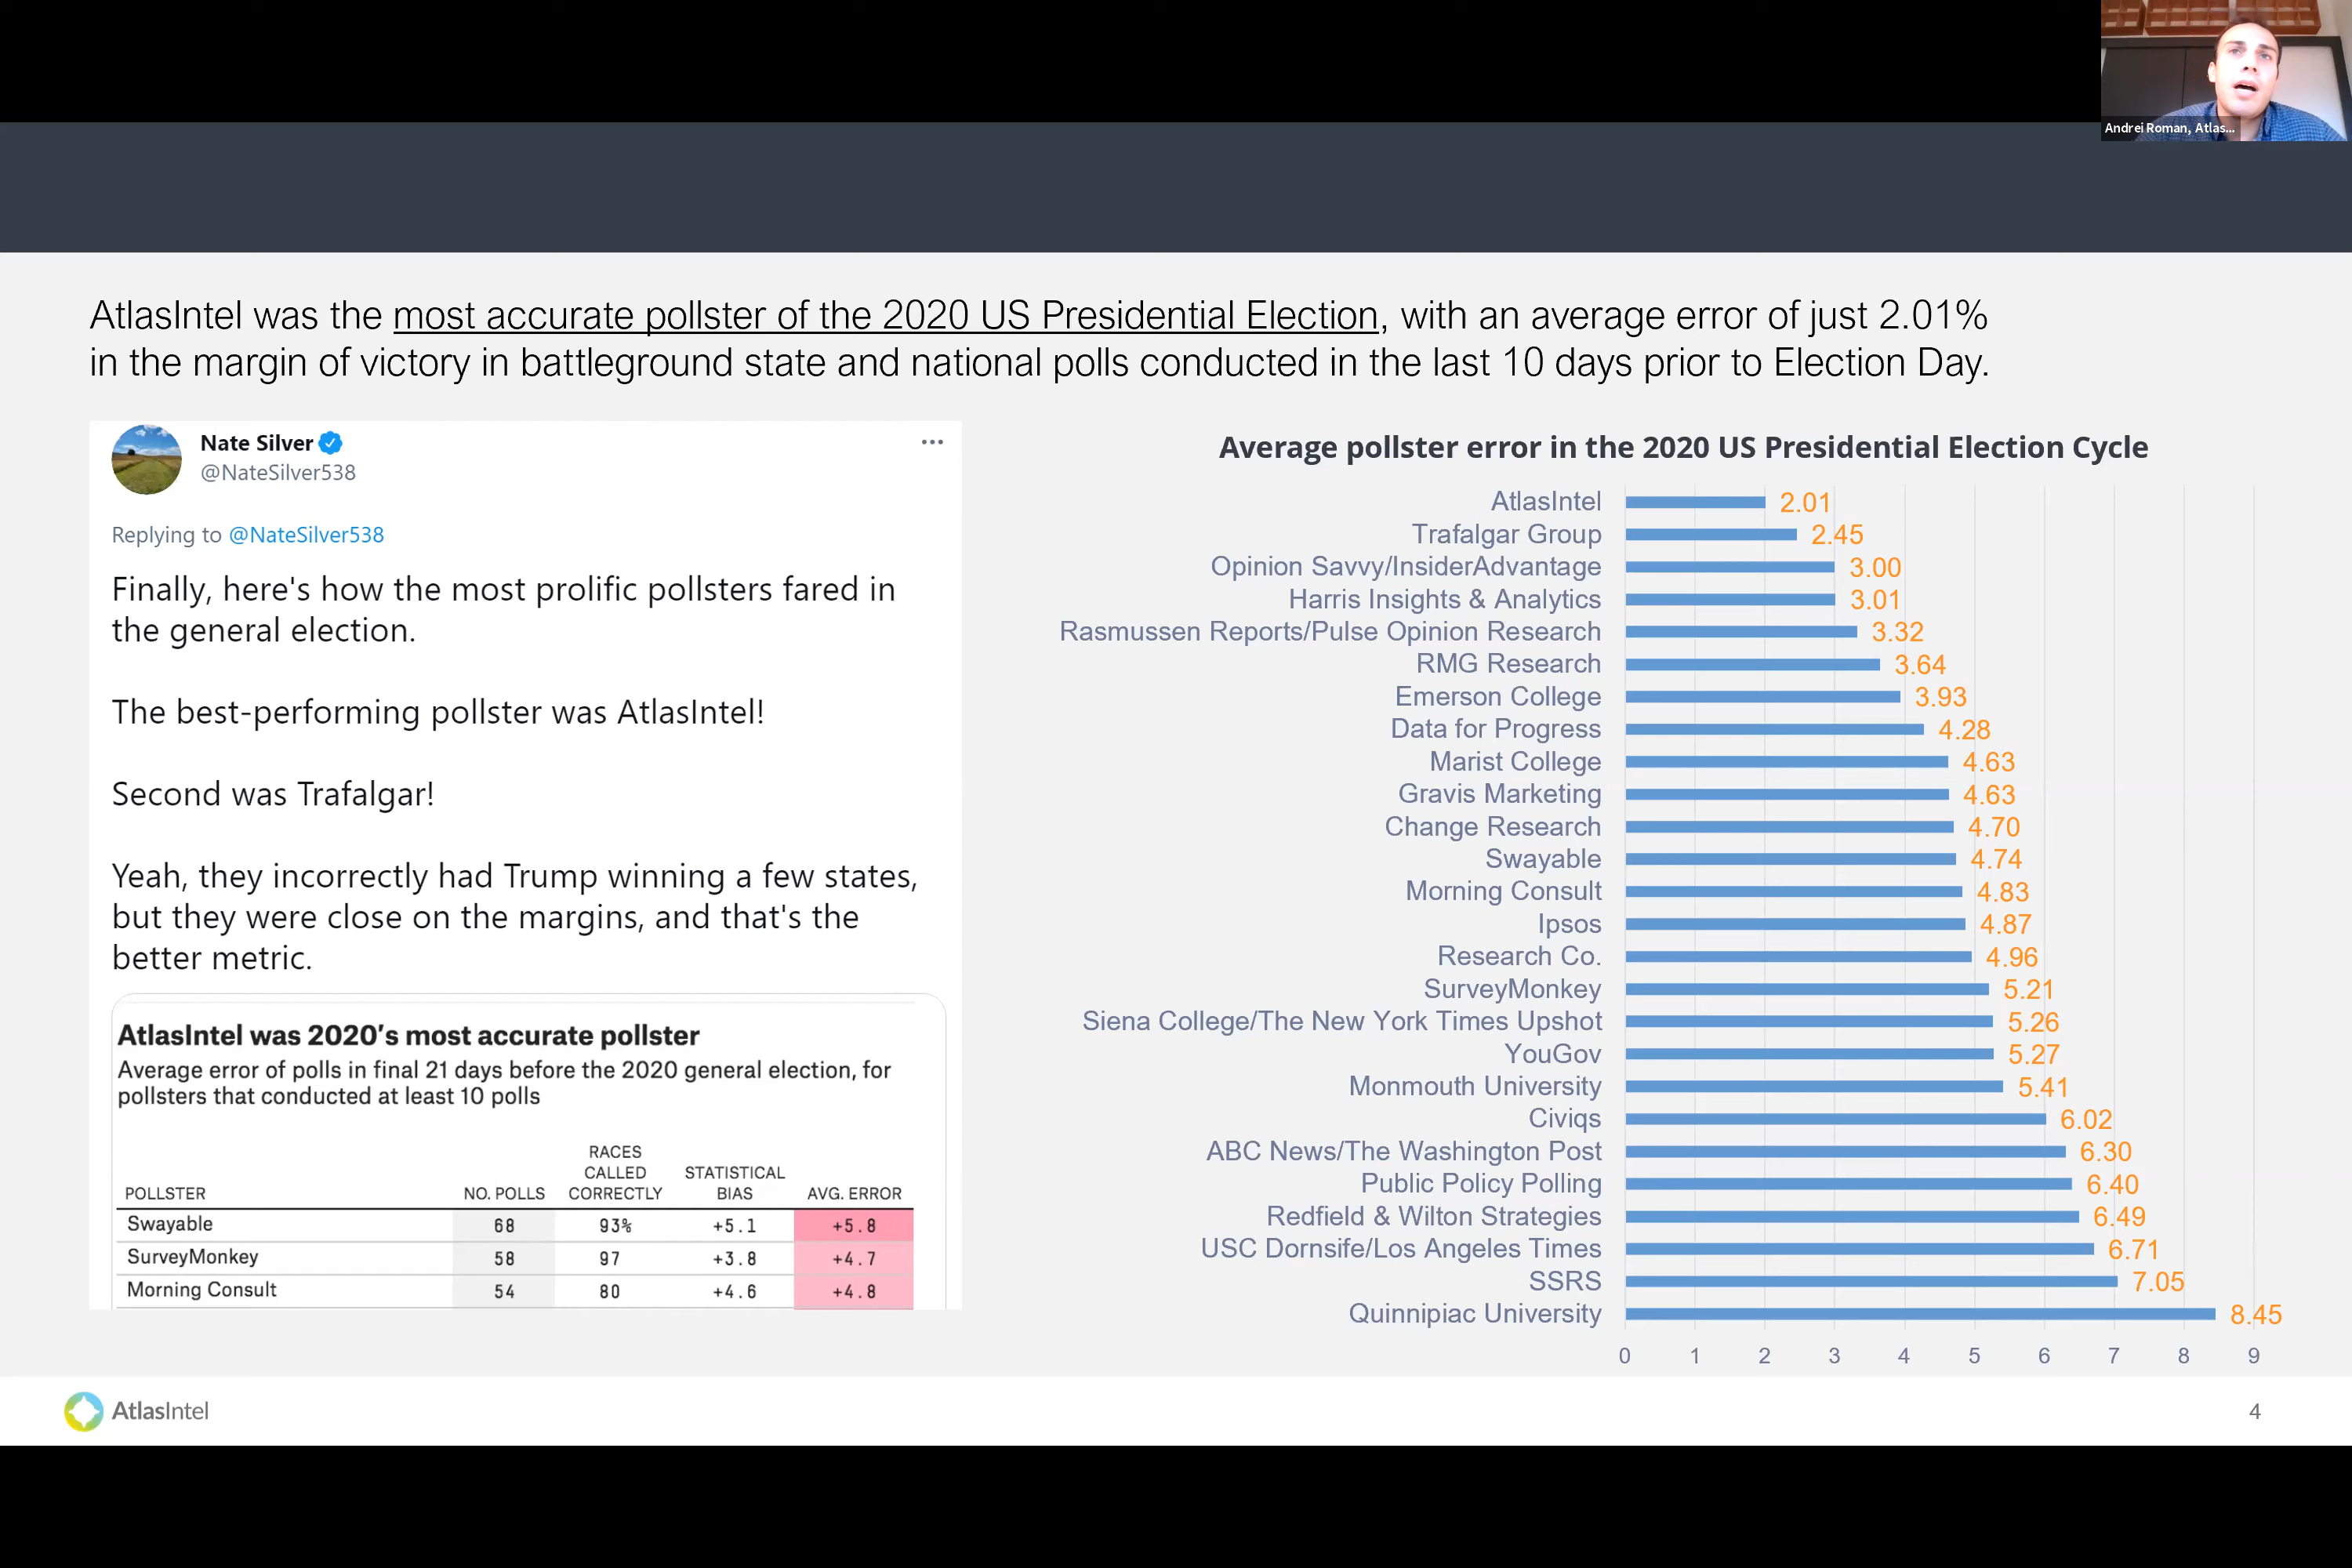 Andrei Roman, Atlas...
AtlasIntel was the most accurate pollster of the 2020 US Presidential Election, with an average error of just 2.01%
in the margin of victory in battleground state and national polls conducted in the last 10 days prior to Election Day.
Nate Silver
@NateSilver538
Replying to @NateSilver538
Finally, here's how the most prolific pollsters fared in
the general election.
The best-performing pollster was AtlasIntel!
Second was Trafalgar!
Yeah, they incorrectly had Trump winning a few states,
but they were close on the margins, and that's the
better metric.
AtlasIntel was 2020's most accurate pollster
Average error of polls in final 21 days before the 2020 general election, for
pollsters that conducted at least 10 polls
POLLSTER NO. POLLS RACES CALLED CORRECTLY STATISTICAL BIAS AVG. ERROR
Swayable 68 93% +5.1 +5.8
SurveyMonkey 58 97 +3.8 +4.7
Morning Consult 54 80 +4.6 +4.8
Average pollster error in the 2020 US Presidential Election Cycle
AtlasIntel 2.01
Trafalgar Group 2.45
Opinion Savvy/InsiderAdvantage 3.00
Harris Insights & Analytics 3.01
Rasmussen Reports/Pulse Opinion Research 3.32
RMG Research 3.64
Emerson College 3.93
Data for Progress 4.28
Marist College 4.63
Gravis Marketing 4.63
Change Research 4.70
Swayable 4.74
Morning Consult 4.83
Ipsos 4.87
Research Co. 4.96
SurveyMonkey 5.21
Siena College/The New York Times Upshot 5.26
YouGov 5.27
Monmouth University 5.41
Civiqs 6.02
ABC News/The Washington Post 6.30
Public Policy Polling 6.40
Redfield & Wilton Strategies 6.49
USC Dornsife/Los Angeles Times 6.71
SSRS 7.05
Quinnipiac University 8.45
0 1 2 3 4 5 6 7 8 9
AtlasIntel
4